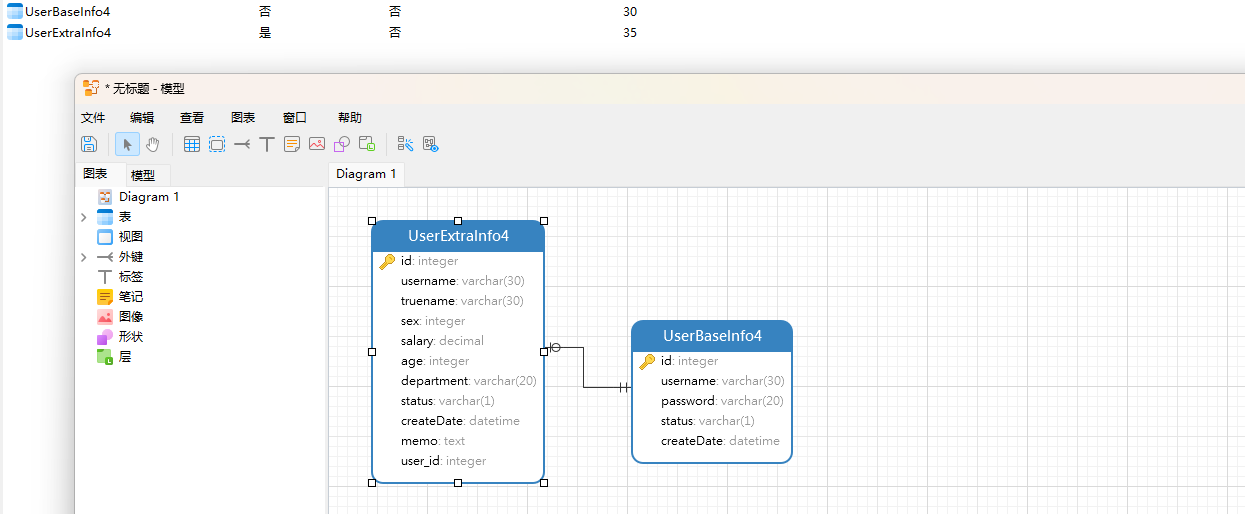 UserBaseInfo4 否 否 30
UserExtraInfo4 是 否 35
* 无标题 - 模型
文件 编辑 查看 图表 窗口 帮助
图表 模型
Diagram 1
Diagram 1
表
视图
外键
标签
笔记
图像
形状
层
UserExtraInfo4
id: integer
username: varchar(30)
truename: varchar(30)
sex: integer
salary: decimal
age: integer
department: varchar(20)
status: varchar(1)
createDate: datetime
memo: text
user_id: integer
UserBaseInfo4
id: integer
username: varchar(30)
password: varchar(20)
status: varchar(1)
createDate: datetime